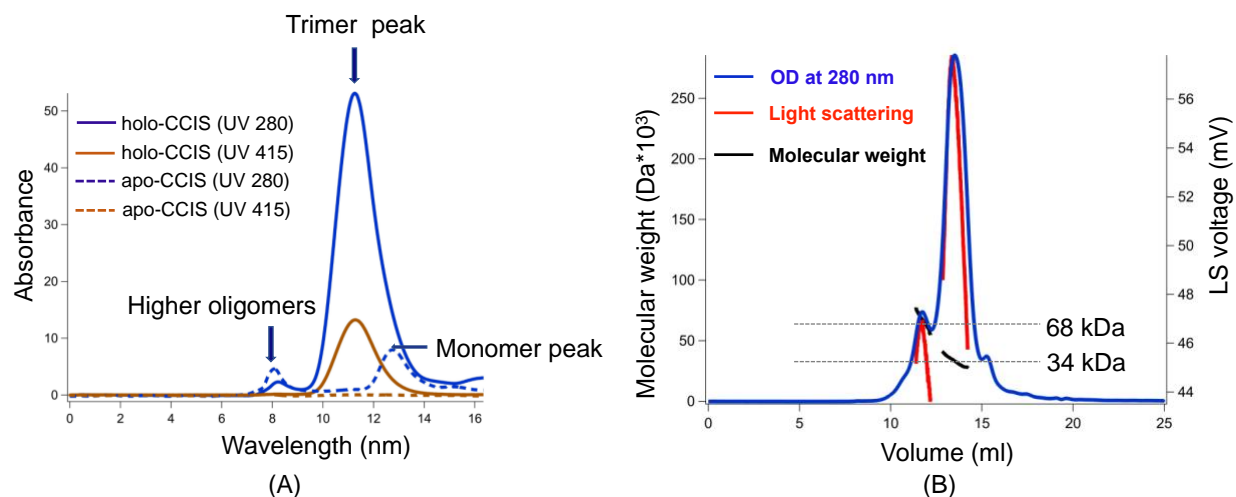 Trimer peak
holo-CCIS (UV 280)
holo-CCIS (UV 415)
apo-CCIS (UV 280)
apo-CCIS (UV 415)
Higher oligomers
Monomer peak
Absorbance
50
40
30
20
10
0
0 2 4 6 8 10 12 14 16
Wavelength (nm)
(A)
OD at 280 nm
Light scattering
Molecular weight
Molecular weight (Da*10³)
250
200
150
100
50
0
68 kDa
34 kDa
LS voltage (mV)
56
54
52
50
48
46
44
0 5 10 15 20 25
Volume (ml)
(B)